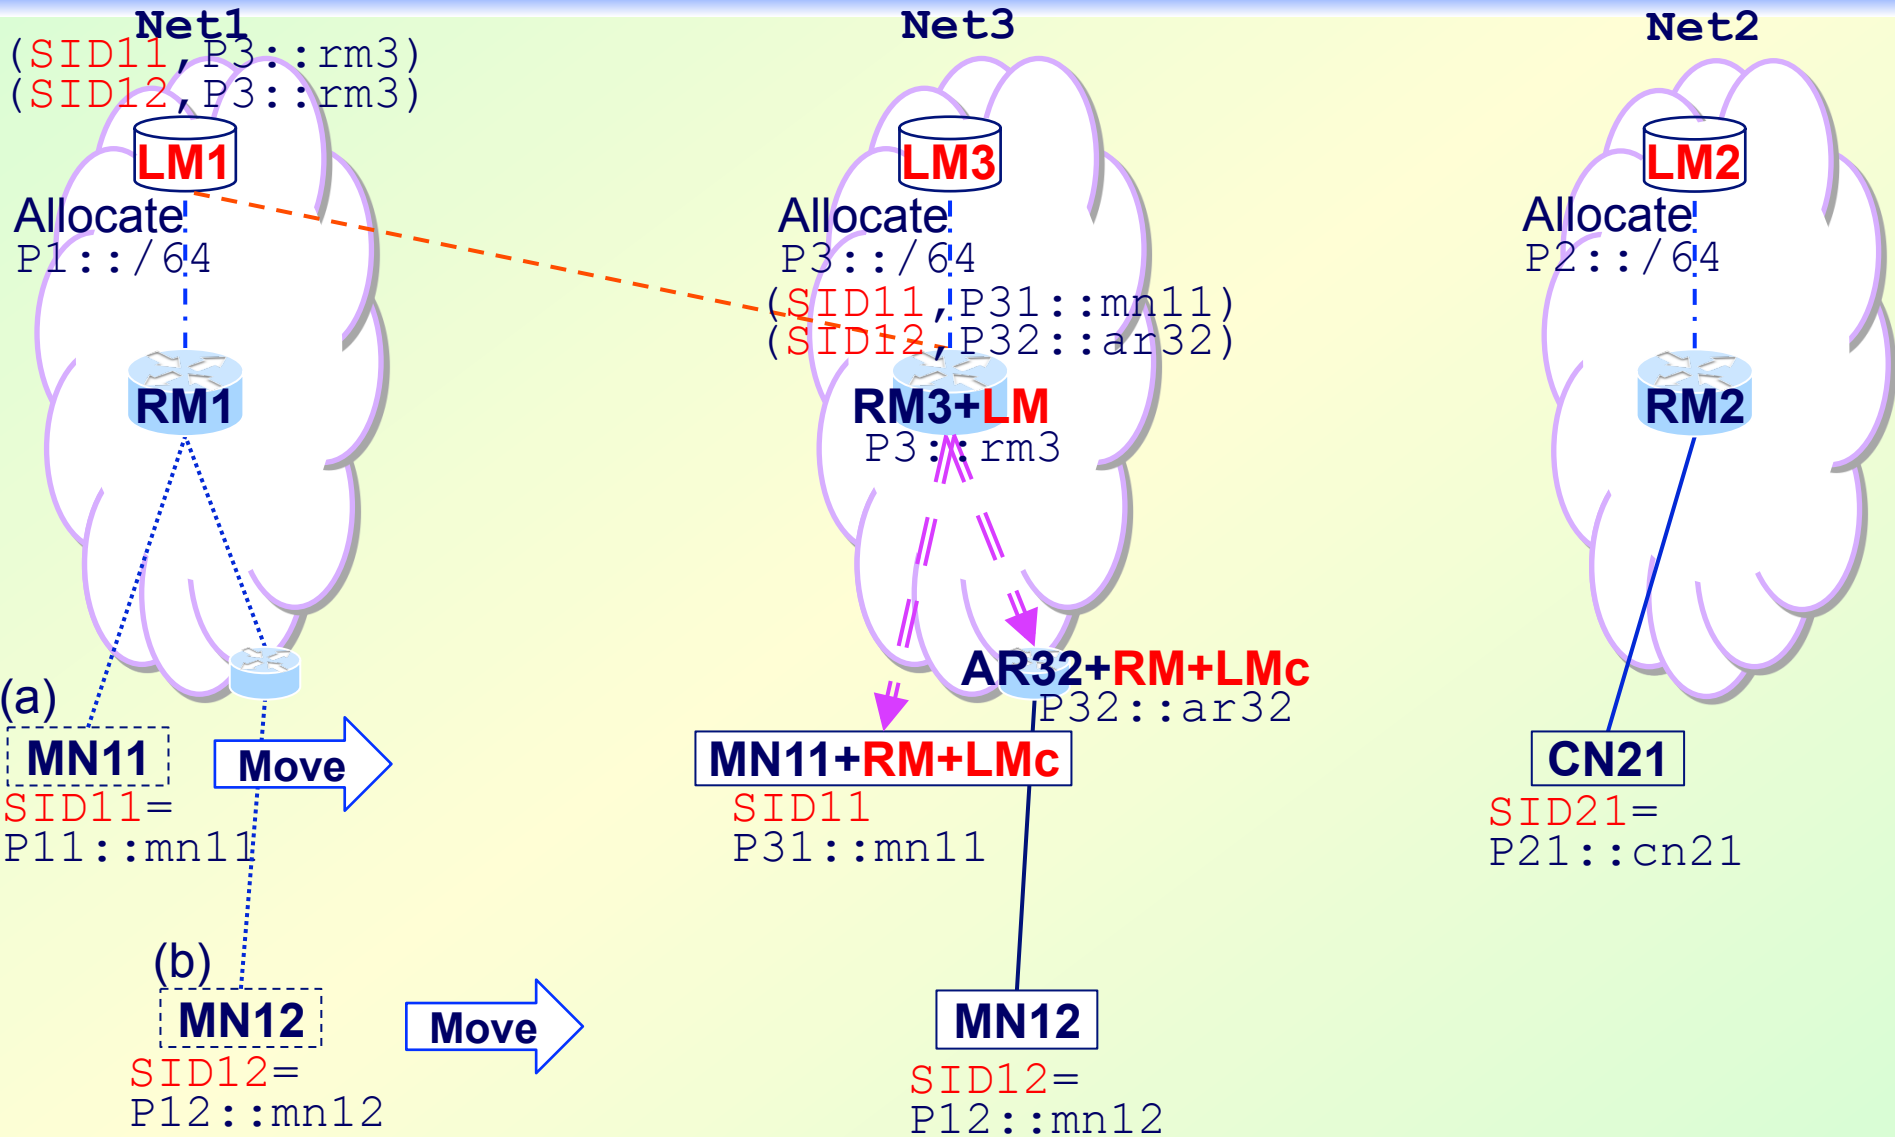 Net1
(SID11,P3::rm3)
(SID12,P3::rm3)
LM1
Allocate
P1::/64
RM1
(a)
MN11
Move
SID11=
P11::mn11
(b)
MN12
Move
SID12=
P12::mn12
Net3
LM3
Allocate
P3::/64
(SID11,P31::mn11)
(SID12,P32::ar32)
RM3+LM
P3::rm3
AR32+RM+LMc
P32::ar32
MN11+RM+LMc
SID11
P31::mn11
MN12
SID12=
P12::mn12
Net2
LM2
Allocate
P2::/64
RM2
CN21
SID21=
P21::cn21